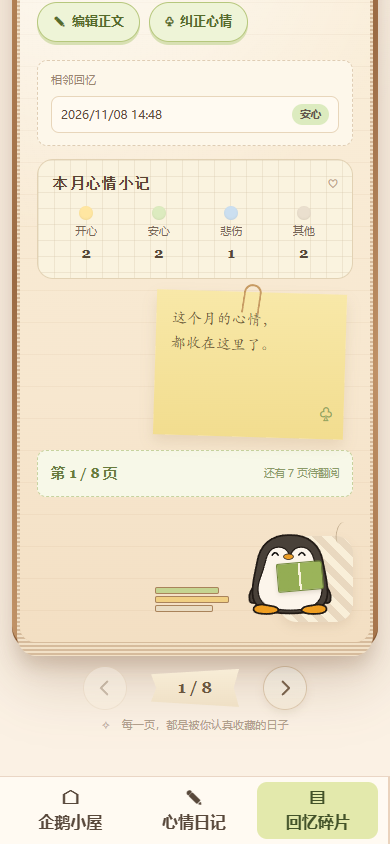 编辑正文
纠正心情
相邻回忆
2026/11/08 14:48
安心
本月心情小记
开心
安心
悲伤
其他
2
2
1
2
这个月的心情，
都收在这里了。
第 1 / 8 页
还有 7 页待翻阅
1 / 8
每一页，都是被你认真收藏的日子
企鹅小屋
心情日记
回忆碎片